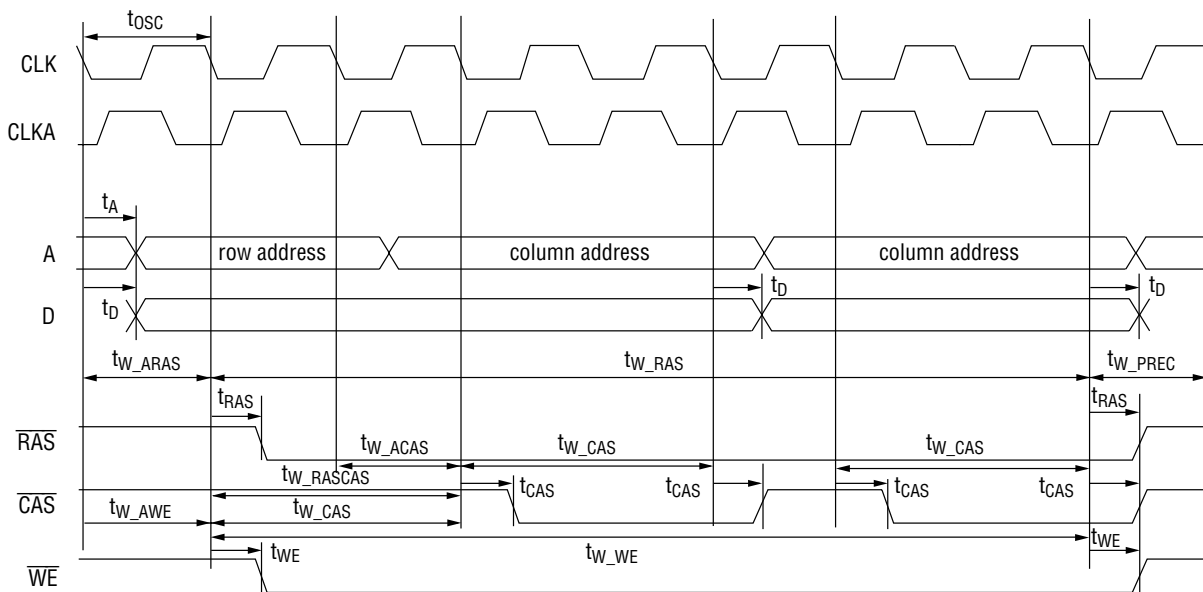 tOSC
CLK
CLKA
tA
A row address column address column address
tD tD tD
D
tW_ARAS tW_RAS tW_PREC
tRAS tRAS
RAS
tW_ACAS tW_CAS tW_CAS
tW_RASCAS
tCAS tCAS tCAS tCAS
CAS
tW_AWE tW_CAS
tWE tW_WE tWE
WE